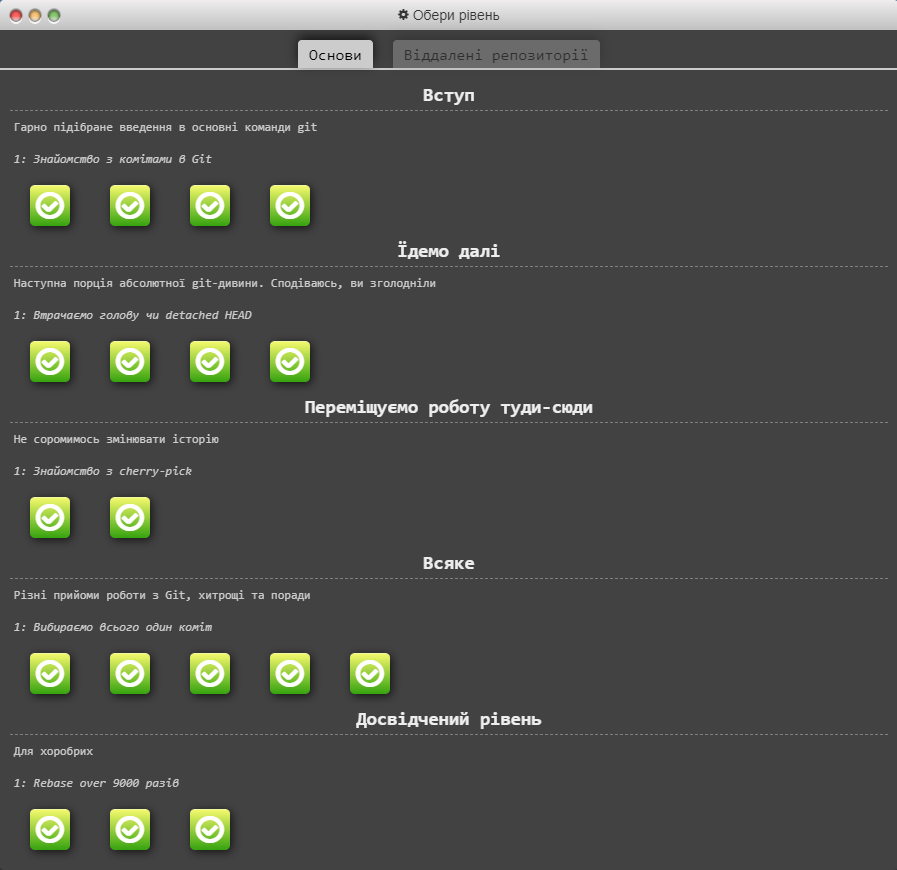 Обери рівень
Основи
Віддалені репозиторії
Вступ
Гарно підібране введення в основні команди git
1: Знайомство з комітами в Git
Їдемо далі
Наступна порція абсолютної git-дивини. Сподіваюсь, ви зголодніли
1: Втрачаємо голову чи detached HEAD
Переміщуємо роботу туди-сюди
Не соромимось змінювати історію
1: Знайомство з cherry-pick
Всяке
Різні прийоми роботи з Git, хитрощі та поради
1: Вибираємо всього один коміт
Досвідчений рівень
Для хоробрих
1: Rebase over 9000 разів